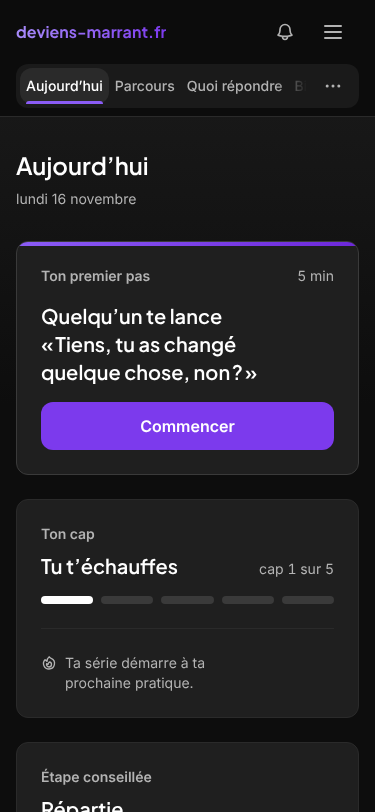 deviens-marrant.fr
Aujourd’hui Parcours Quoi répondre
Aujourd’hui
lundi 16 novembre
Ton premier pas 5 min
Quelqu’un te lance
« Tiens, tu as changé
quelque chose, non ? »
Commencer
Ton cap
Tu t’échauffes cap 1 sur 5
Ta série démarre à ta
prochaine pratique.
Étape conseillée
Répartie